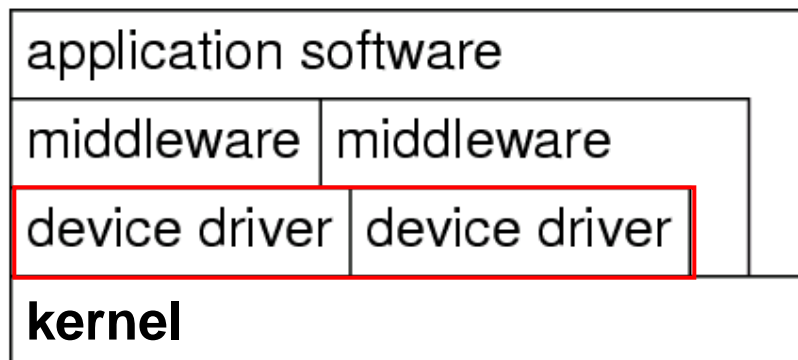 application software
middleware middleware
device driver device driver
kernel